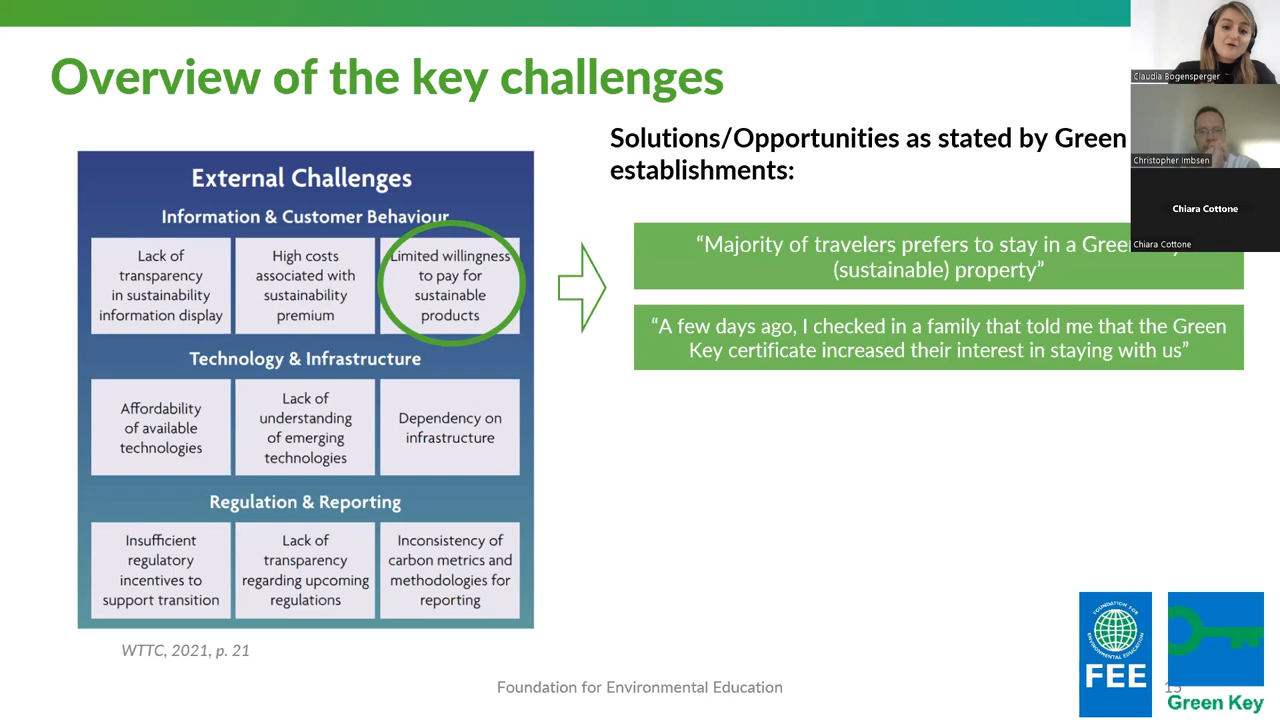 Overview of the key challenges
External Challenges
Information & Customer Behaviour
Lack of
transparency
in sustainability
information display
High costs
associated with
sustainability
premium
Limited willingness
to pay for
sustainable
products
Technology & Infrastructure
Affordability
of available
technologies
Lack of
understanding
of emerging
technologies
Dependency on
infrastructure
Regulation & Reporting
Insufficient
regulatory
incentives to
support transition
Lack of
transparency
regarding upcoming
regulations
Inconsistency of
carbon metrics and
methodologies for
reporting
WTTC, 2021, p. 21
Solutions/Opportunities as stated by Green
establishments:
“Majority of travelers prefers to stay in a Green
(sustainable) property”
“A few days ago, I checked in a family that told me that the Green
Key certificate increased their interest in staying with us”
Claudia Bogensperger
Christopher Imbsen
Chiara Cottone
Chiara Cottone
Foundation for Environmental Education
FOUNDATION FOR
ENVIRONMENTAL EDUCATION
FEE
15
Green Key